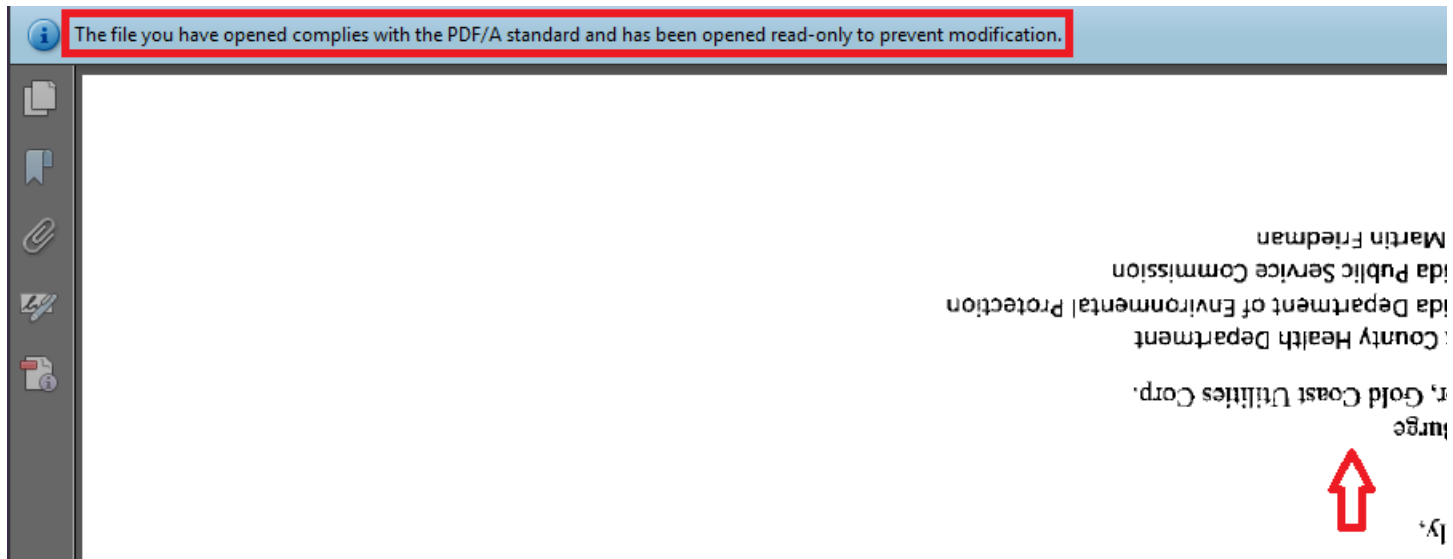 The file you have opened complies with the PDF/A standard and has been opened read-only to prevent modification.
ly,
Burge
r, Gold Coast Utilities Corp.
County Health Department
ida Department of Environmental Protection
ida Public Service Commission
Martin Friedman